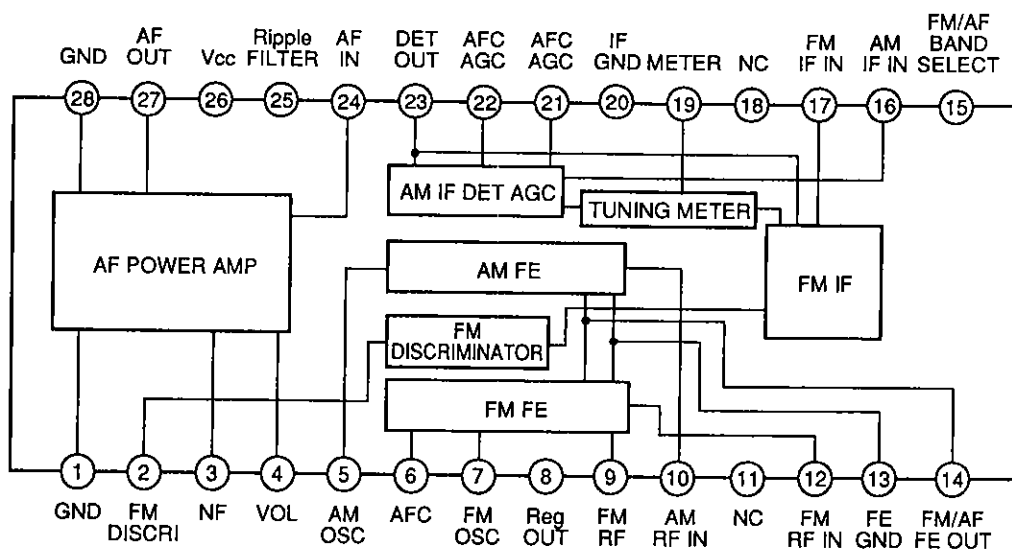 GND
AF
OUT
Vcc
Ripple
FILTER
AF
IN
DET
OUT
AFC
AGC
AFC
AGC
IF
GND
METER
NC
FM
IF IN
AM
IF IN
FM/AF
BAND
SELECT
28
27
26
25
24
23
22
21
20
19
18
17
16
15
AF POWER AMP
AM IF DET AGC
TUNING METER
AM FE
FM IF
FM
DISCRIMINATOR
FM FE
1
2
3
4
5
6
7
8
9
10
11
12
13
14
GND
FM
DISCRI
NF
VOL
AM
OSC
AFC
FM
OSC
Reg
OUT
FM
RF
AM
RF IN
NC
FM
RF IN
FE
GND
FM/AF
FE OUT